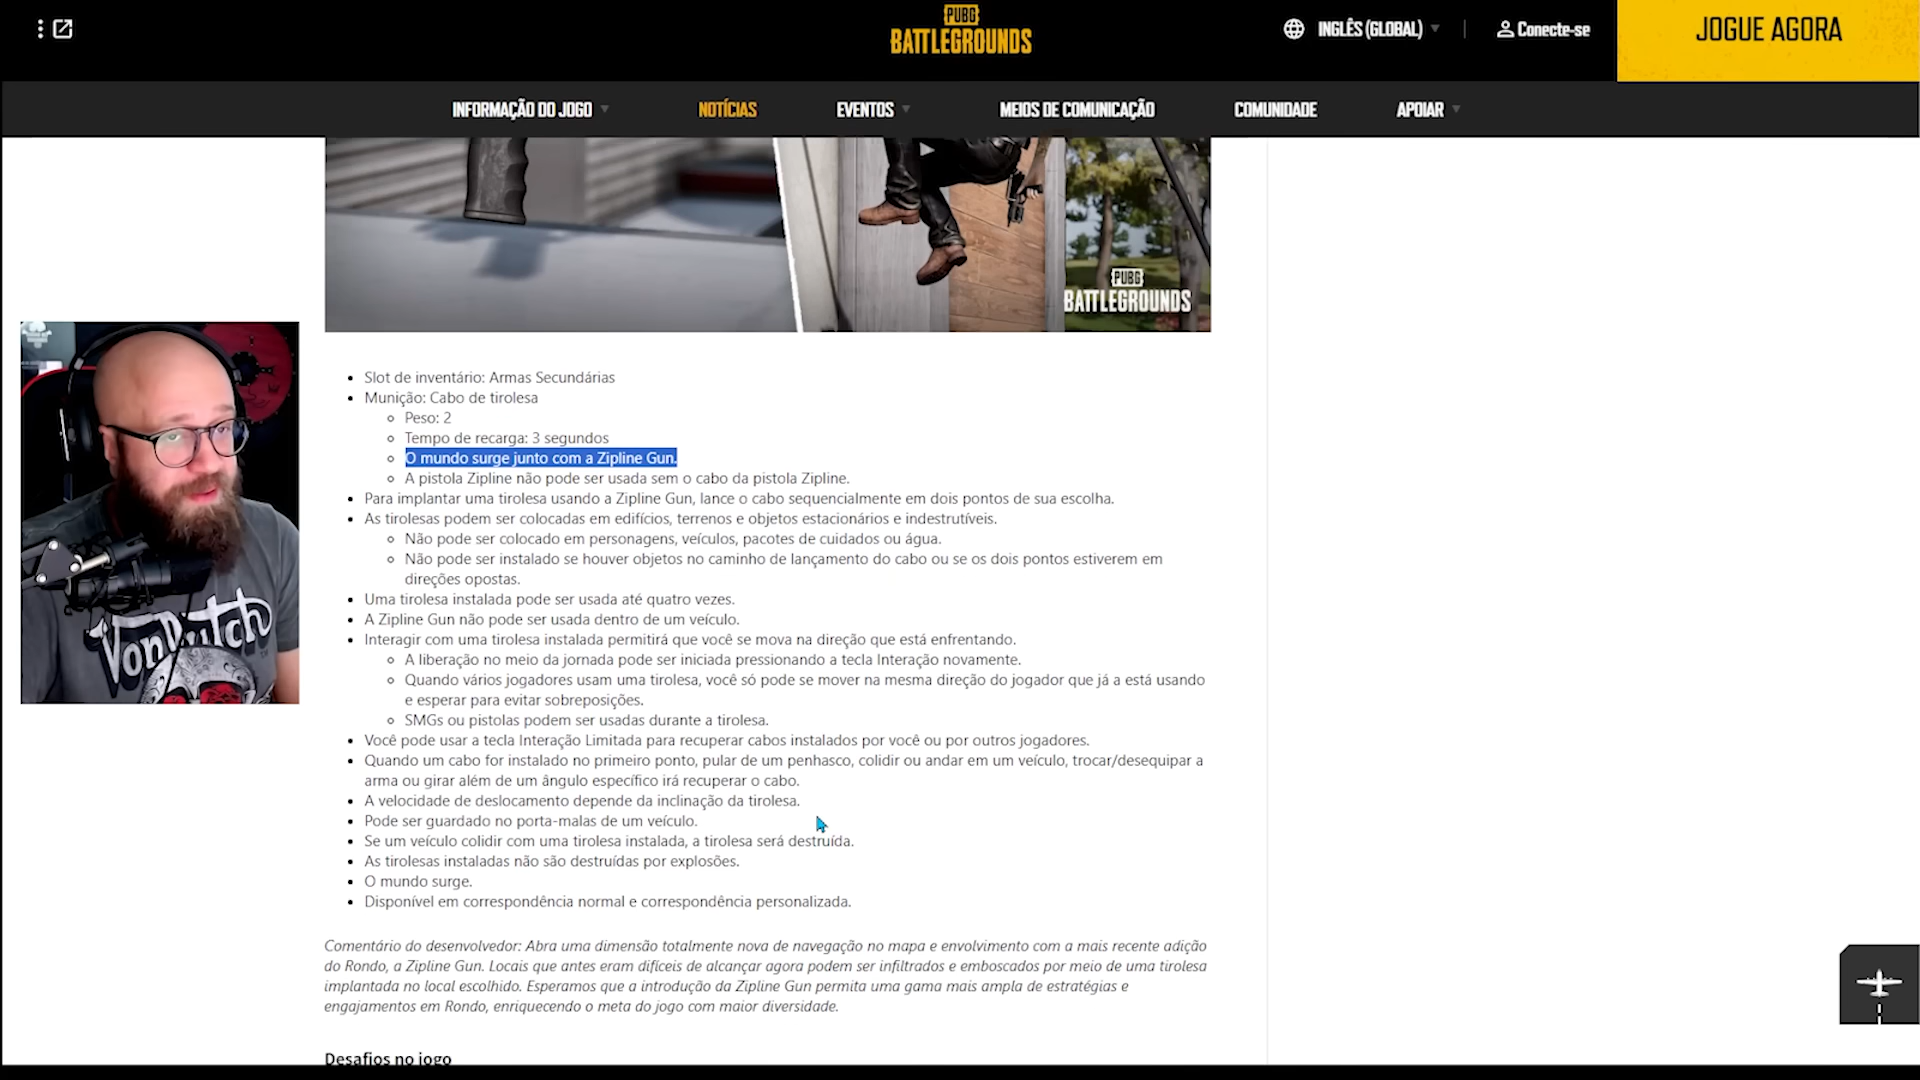 PUBG
BATTLEGROUNDS
INGLÊS (GLOBAL)
Conecte-se
JOGUE AGORA
INFORMAÇÃO DO JOGO
NOTÍCIAS
EVENTOS
MEIOS DE COMUNICAÇÃO
COMUNIDADE
APOIAR
PUBG
BATTLEGROUNDS
Slot de inventário: Armas Secundárias
Munição: Cabo de tirolesa
Peso: 2
Tempo de recarga: 3 segundos
O mundo surge junto com a Zipline Gun.
A pistola Zipline não pode ser usada sem o cabo da pistola Zipline.
Para implantar uma tirolesa usando a Zipline Gun, lance o cabo sequencialmente em dois pontos de sua escolha.
As tirolesas podem ser colocadas em edifícios, terrenos e objetos estacionários e indestrutíveis.
Não pode ser colocado em personagens, veículos, pacotes de cuidados ou água.
Não pode ser instalado se houver objetos no caminho de lançamento do cabo ou se os dois pontos estiverem em
direções opostas.
Uma tirolesa instalada pode ser usada até quatro vezes.
A Zipline Gun não pode ser usada dentro de um veículo.
Interagir com uma tirolesa instalada permitirá que você se mova na direção que está enfrentando.
A liberação no meio da jornada pode ser iniciada pressionando a tecla Interação novamente.
Quando vários jogadores usam uma tirolesa, você só pode se mover na mesma direção do jogador que já a está usando
e esperar para evitar sobreposições.
SMGs ou pistolas podem ser usadas durante a tirolesa.
Você pode usar a tecla Interação Limitada para recuperar cabos instalados por você ou por outros jogadores.
Quando um cabo for instalado no primeiro ponto, pular de um penhasco, colidir ou andar em um veículo, trocar/desequipar a
arma ou girar além de um ângulo específico irá recuperar o cabo.
A velocidade de deslocamento depende da inclinação da tirolesa.
Pode ser guardado no porta-malas de um veículo.
Se um veículo colidir com uma tirolesa instalada, a tirolesa será destruída.
As tirolesas instaladas não são destruídas por explosões.
O mundo surge.
Disponível em correspondência normal e correspondência personalizada.
Comentário do desenvolvedor: Abra uma dimensão totalmente nova de navegação no mapa e envolvimento com a mais recente adição
do Rondo, a Zipline Gun. Locais que antes eram difíceis de alcançar agora podem ser infiltrados e emboscados por meio de uma tirolesa
implantada no local escolhido. Esperamos que a introdução da Zipline Gun permita uma gama mais ampla de estratégias e
engajamentos em Rondo, enriquecendo o meta do jogo com maior diversidade.
Desafios no jogo
Von Dutch